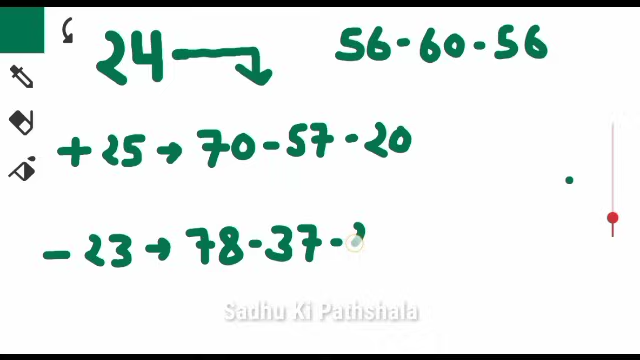 24 → 56-60-56
+25 → 70-57-20
-23 → 78-37-
Sadhu Ki Pathshala